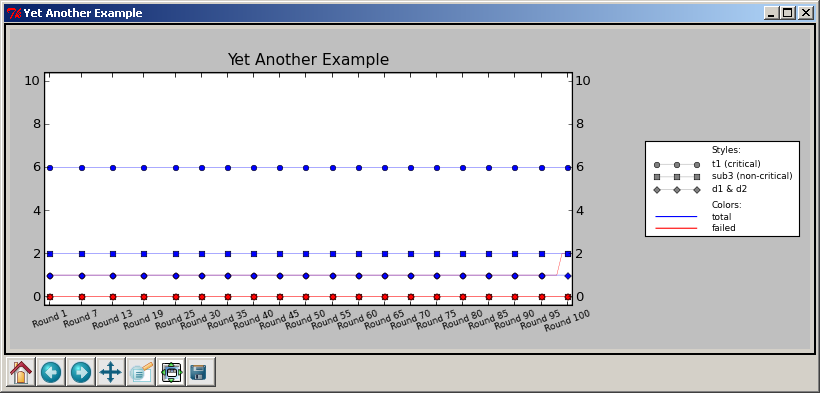 Yet Another Example
Yet Another Example
10
8
6
4
2
0
10
8
6
4
2
0
Round 1
Round 7
Round 13
Round 19
Round 25
Round 30
Round 35
Round 40
Round 45
Round 50
Round 55
Round 60
Round 65
Round 70
Round 75
Round 80
Round 85
Round 90
Round 95
Round 100
Styles:
t1 (critical)
sub3 (non-critical)
d1 & d2
Colors:
total
failed